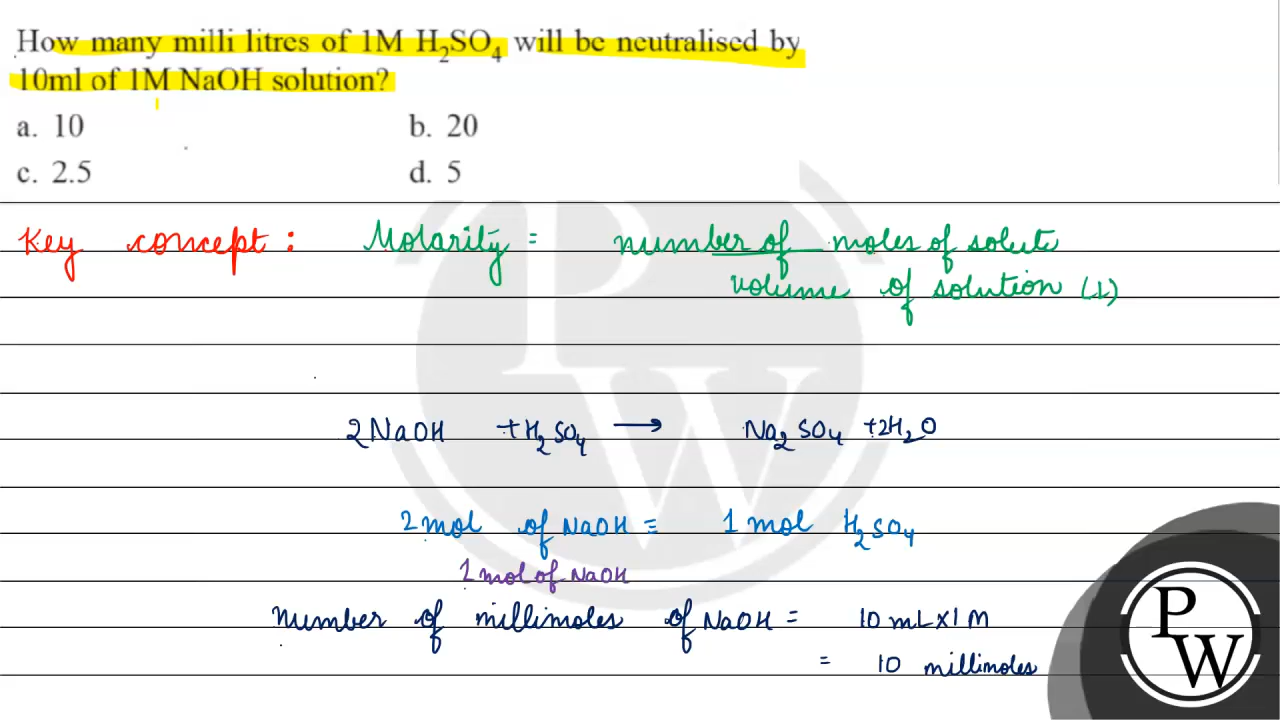 How many milli litres of 1M H₂SO₄ will be neutralised by
10ml of 1M NaOH solution?
a. 10 b. 20
c. 2.5 d. 5
Key concept : Molarity = number of moles of solute
volume of solution (L)
2NaOH + H₂SO₄ → Na₂SO₄ + 2H₂O
2 mol of NaOH = 1 mol H₂SO₄
1 mol of NaOH
Number of millimoles of NaOH = 10 mL × 1 M
= 10 millimoles
PW
PW